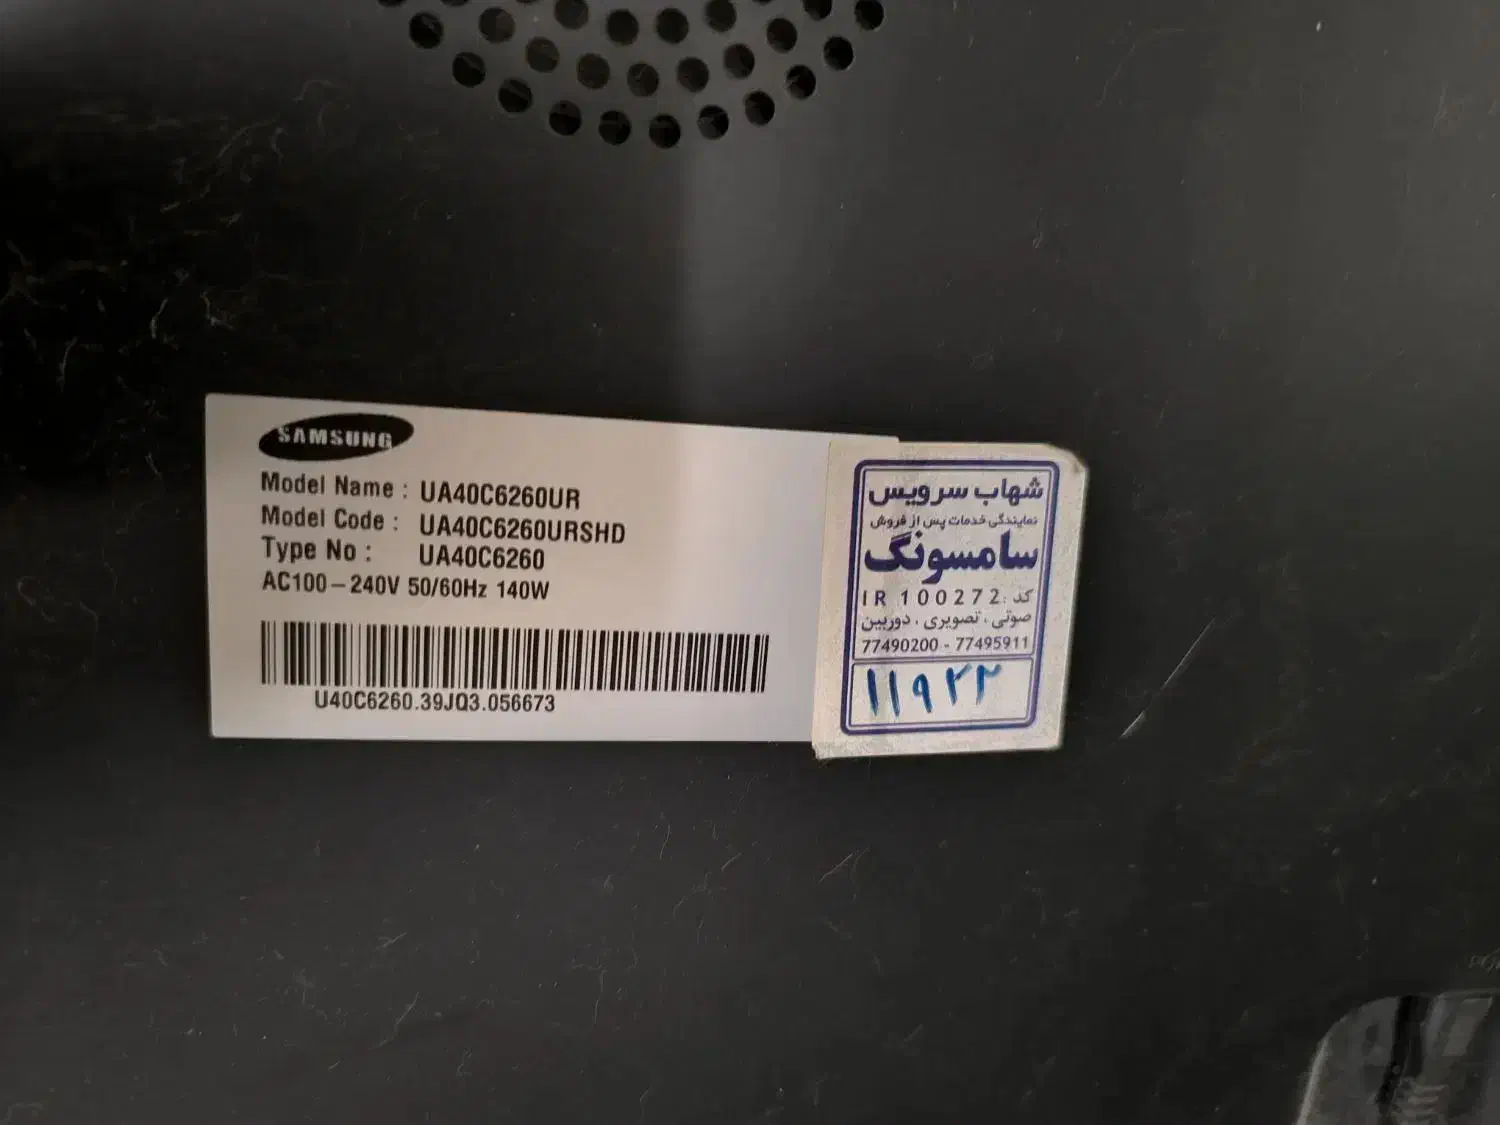 SAMSUNG
Model Name : UA40C6260UR
Model Code : UA40C6260URSHD
Type No : UA40C6260
AC100-240V 50/60Hz 140W
U40C6260.39JQ3.056673
شهاب سرویس
نمایندگی خدمات پس از فروش
سامسونگ
کد: IR 100272
صوتی، تصویری، دوربین
77490200 - 77495911
۱۱۹۲۲